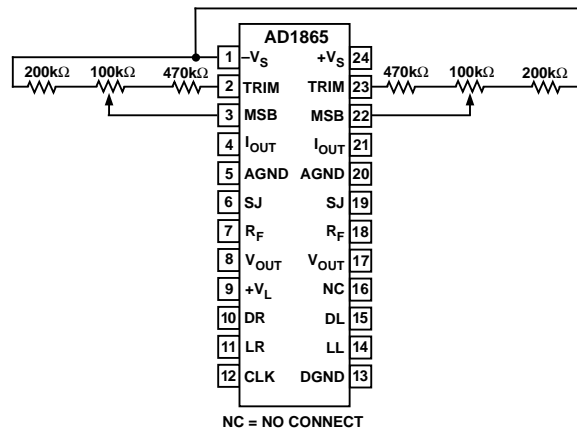 AD1865
1 –VS +VS 24
200kΩ 100kΩ 470kΩ 2 TRIM TRIM 23 470kΩ 100kΩ 200kΩ
3 MSB MSB 22
4 IOUT IOUT 21
5 AGND AGND 20
6 SJ SJ 19
7 RF RF 18
8 VOUT VOUT 17
9 +VL NC 16
10 DR DL 15
11 LR LL 14
12 CLK DGND 13
NC = NO CONNECT